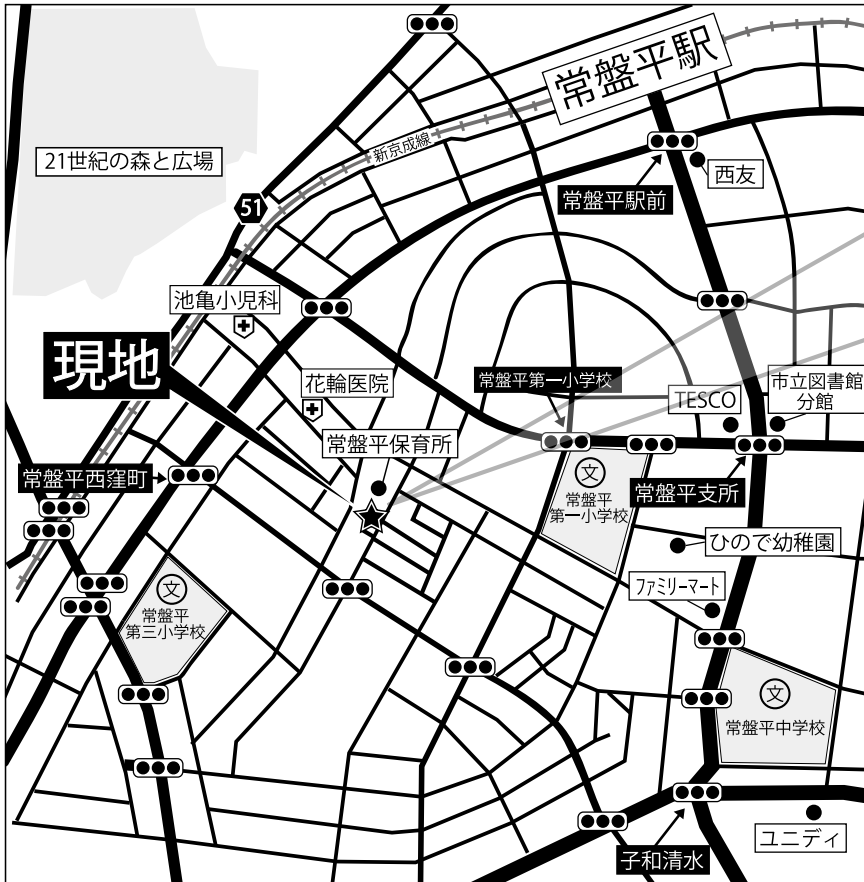 常盤平駅
新京成線
21世紀の森と広場
西友
常盤平駅前
51
池亀小児科
現地
花輪医院
常盤平第一小学校
TESCO
市立図書館
分館
常盤平保育所
常盤平西窪町
文
常盤平
第一小学校
常盤平支所
ひので幼稚園
ファミリーマート
文
常盤平
第三小学校
文
常盤平中学校
子和清水
ユニディ